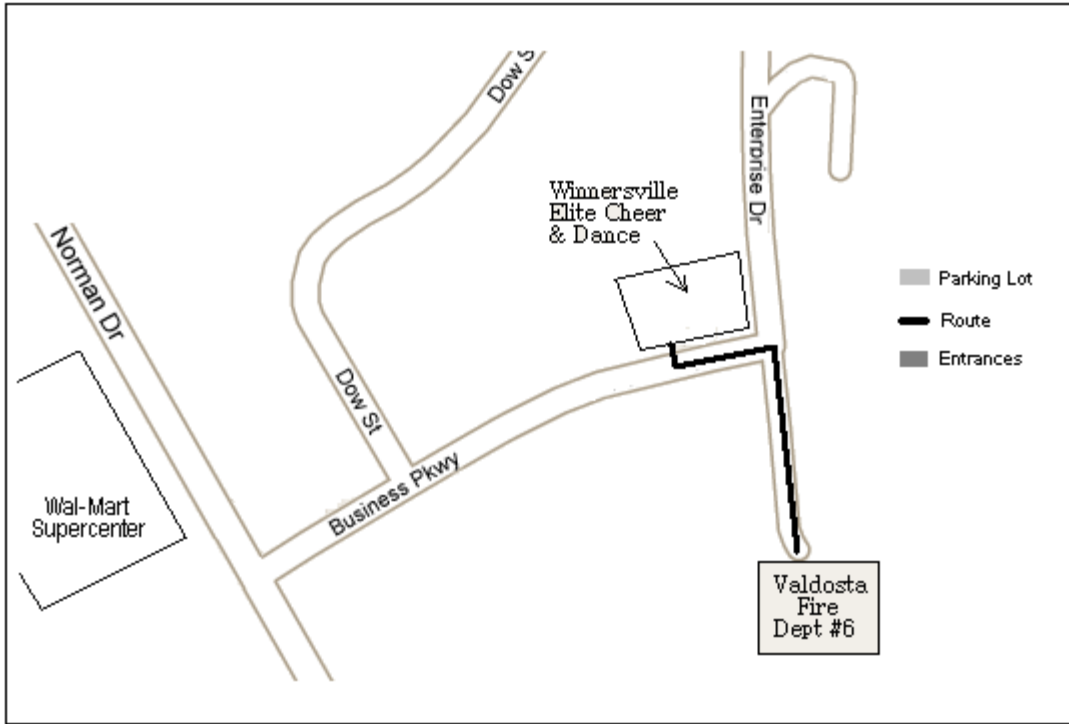 Dow S
Enterprise Dr
Winnersville
Elite Cheer
& Dance
Norman Dr
Parking Lot
Route
Entrances
Dow St
Business Pkwy
Wal-Mart
Supercenter
Valdosta
Fire
Dept #6